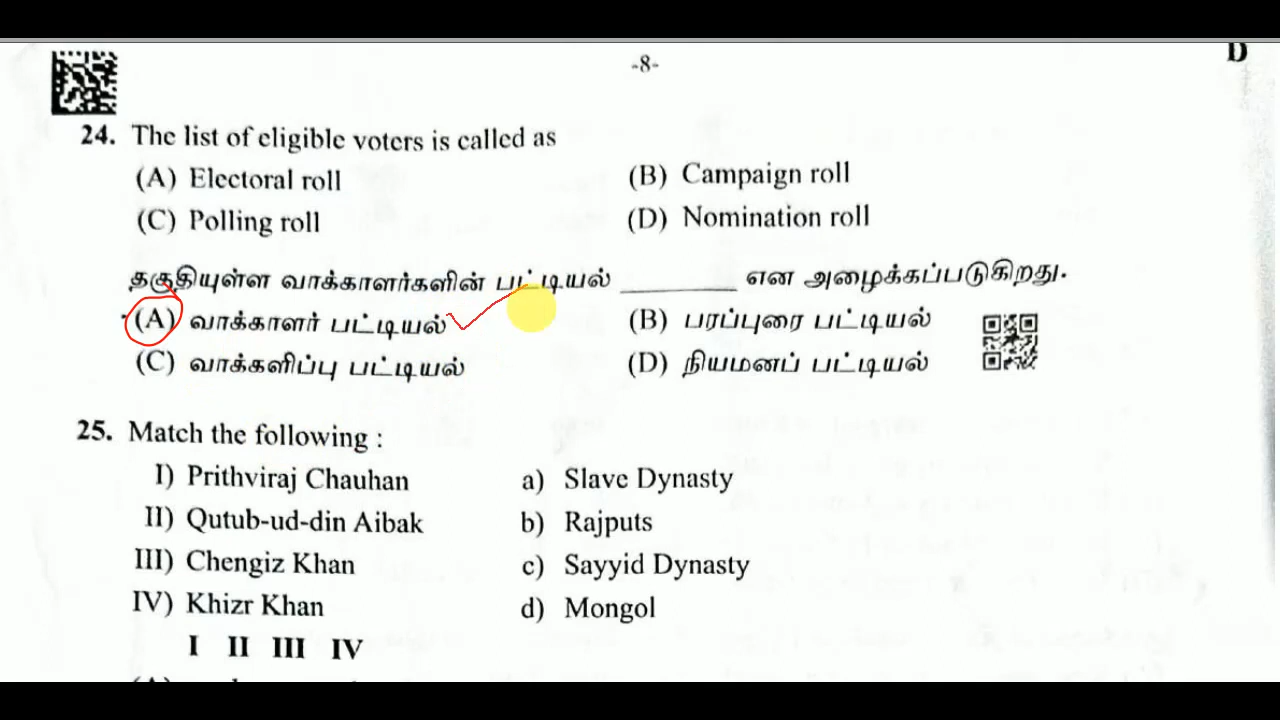 -8-
D
24. The list of eligible voters is called as
(A) Electoral roll (B) Campaign roll
(C) Polling roll (D) Nomination roll
தகுதியுள்ள வாக்காளர்களின் பட்டியல் ________ என அழைக்கப்படுகிறது.
(A) வாக்காளர் பட்டியல் (B) பரப்புரை பட்டியல்
(C) வாக்களிப்பு பட்டியல் (D) நியமனப் பட்டியல்
25. Match the following :
I) Prithviraj Chauhan a) Slave Dynasty
II) Qutub-ud-din Aibak b) Rajputs
III) Chengiz Khan c) Sayyid Dynasty
IV) Khizr Khan d) Mongol
I II III IV